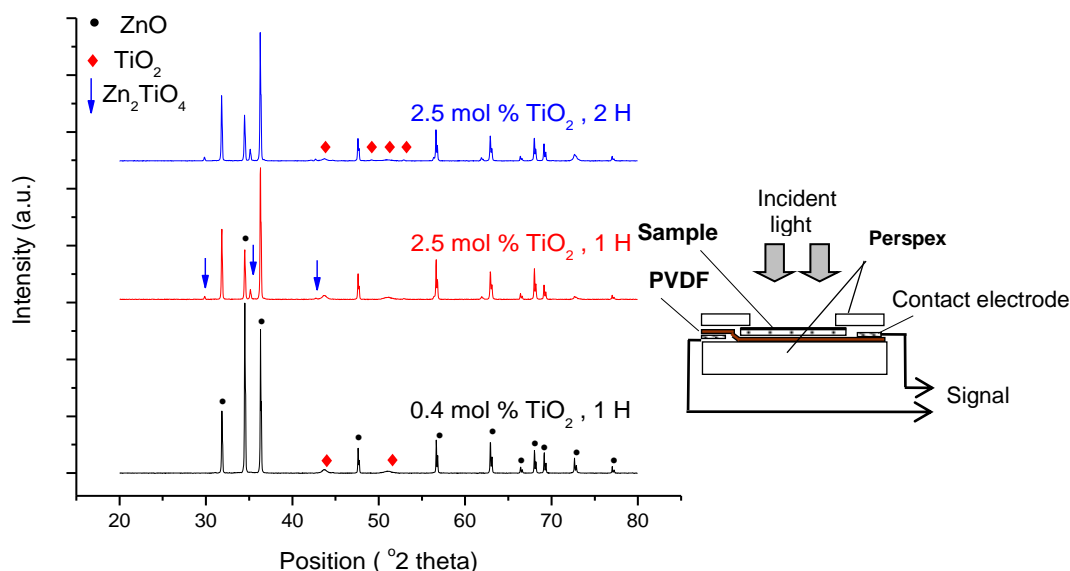 ZnO
TiO₂
Zn₂TiO₄
2.5 mol % TiO₂ , 2 H
2.5 mol % TiO₂ , 1 H
0.4 mol % TiO₂ , 1 H
Intensity (a.u.)
20 30 40 50 60 70 80
Position ( °2 theta)
Incident
light
Sample
Perspex
PVDF
Contact electrode
Signal